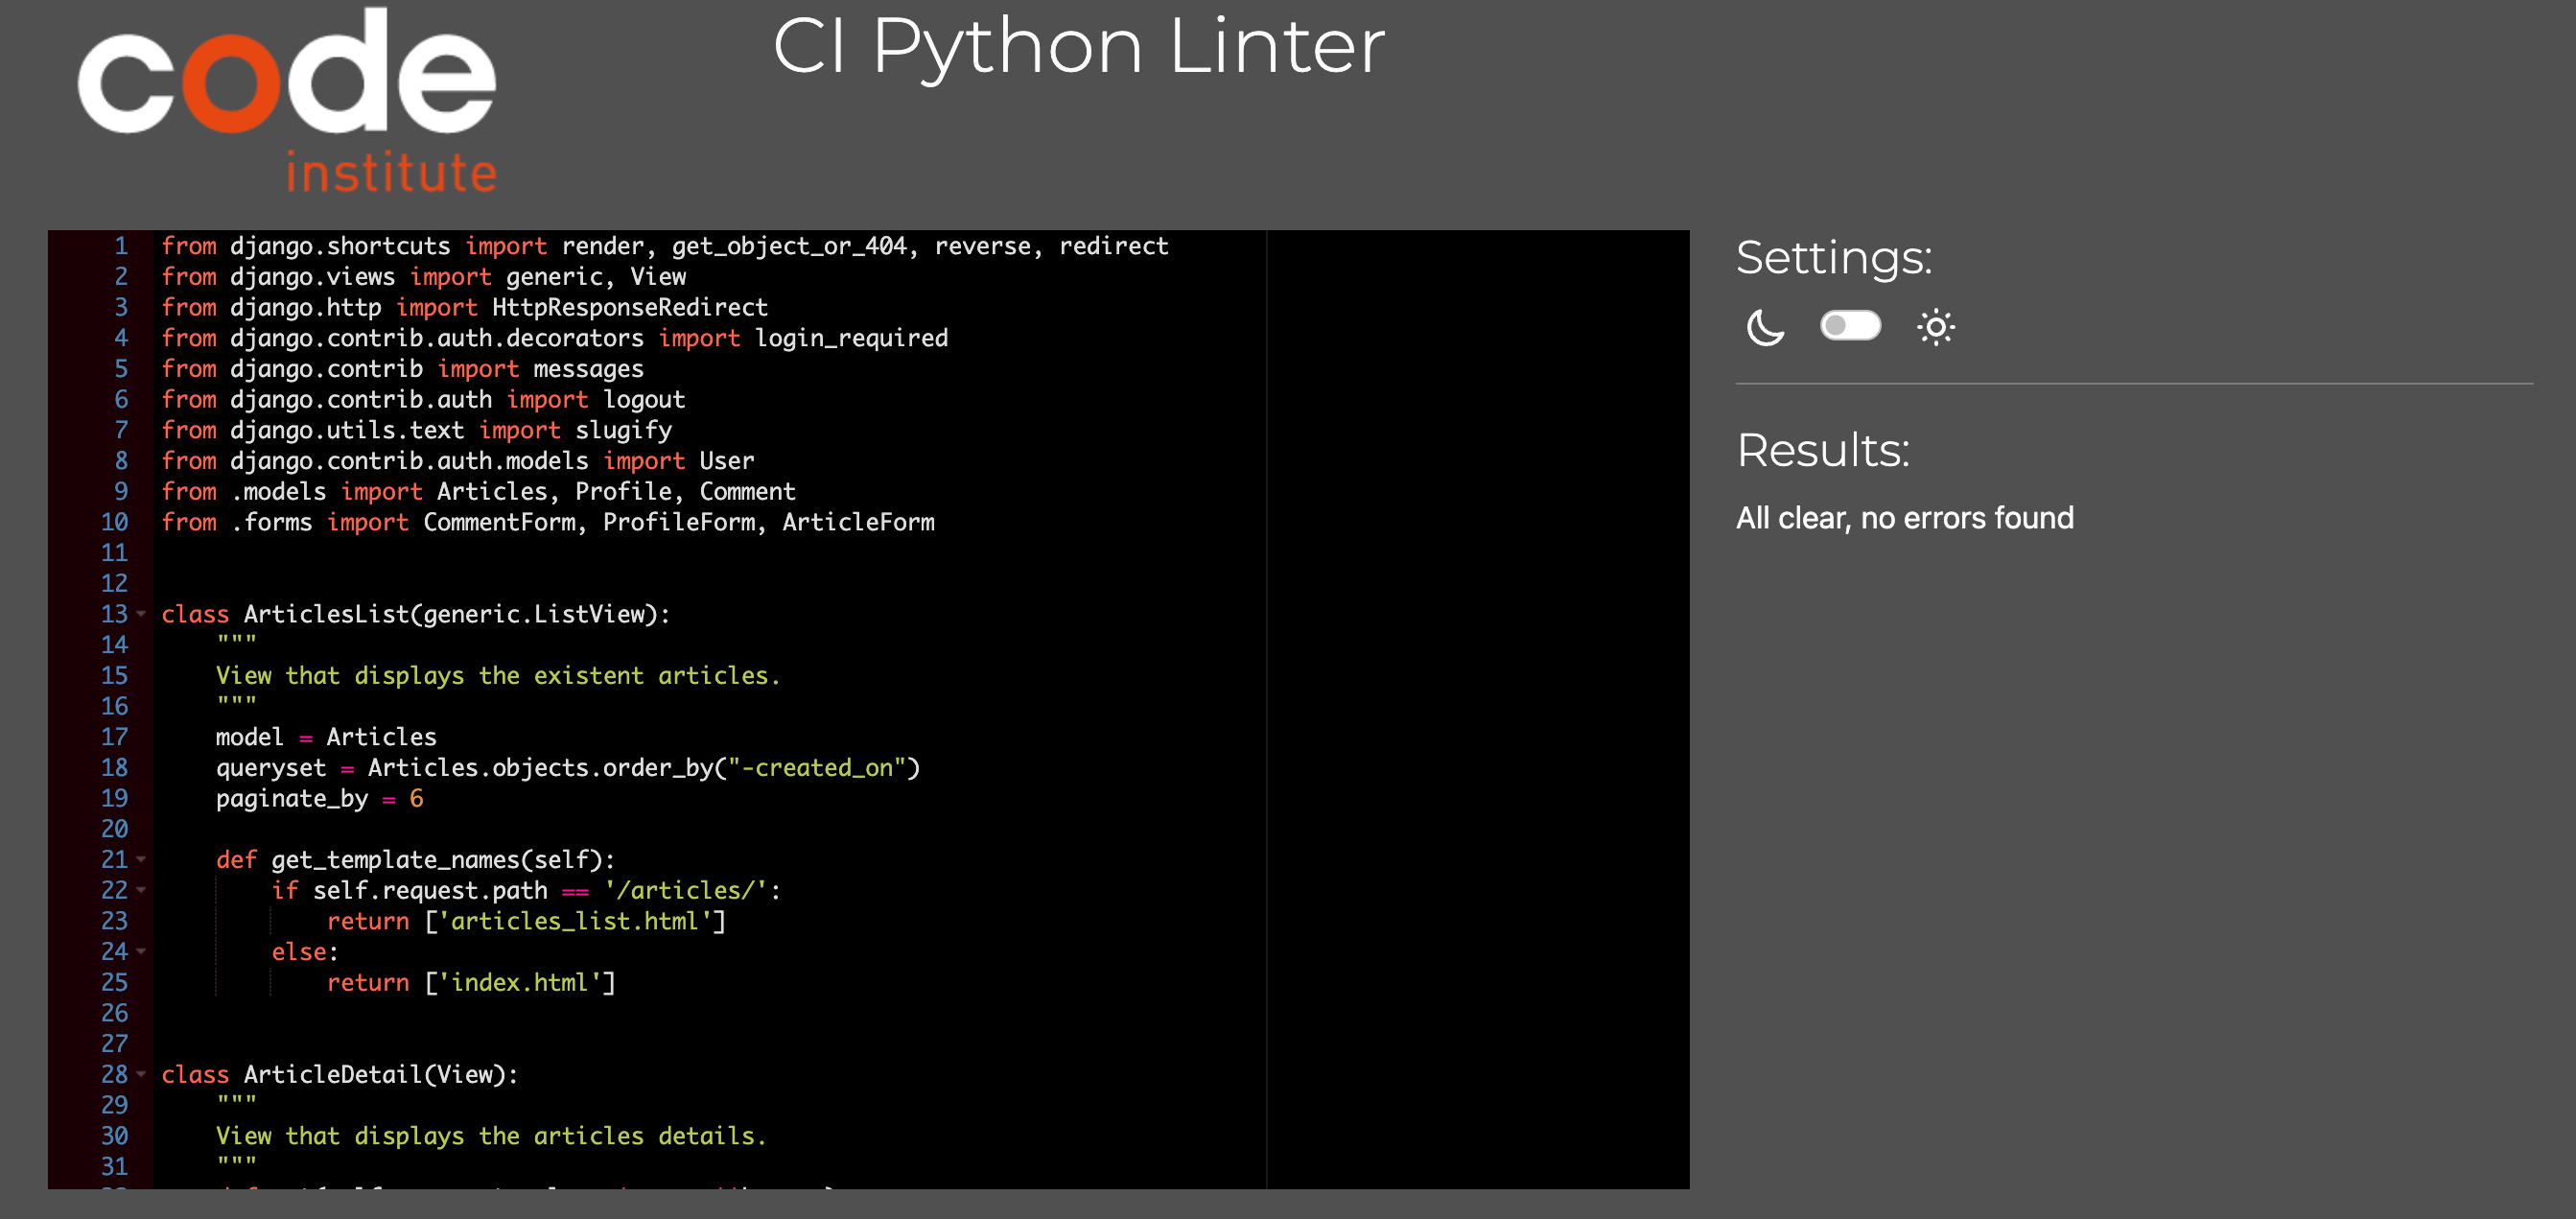 code
institute
CI Python Linter
1 from django.shortcuts import render, get_object_or_404, reverse, redirect
2 from django.views import generic, View
3 from django.http import HttpResponseRedirect
4 from django.contrib.auth.decorators import login_required
5 from django.contrib import messages
6 from django.contrib.auth import logout
7 from django.utils.text import slugify
8 from django.contrib.auth.models import User
9 from .models import Articles, Profile, Comment
10 from .forms import CommentForm, ProfileForm, ArticleForm
11
12
13 class ArticlesList(generic.ListView):
14     """
15     View that displays the existent articles.
16     """
17     model = Articles
18     queryset = Articles.objects.order_by("-created_on")
19     paginate_by = 6
20
21     def get_template_names(self):
22         if self.request.path == '/articles/':
23             return ['articles_list.html']
24         else:
25             return ['index.html']
26
27
28 class ArticleDetail(View):
29     """
30     View that displays the articles details.
31     """
Settings:
Results:
All clear, no errors found